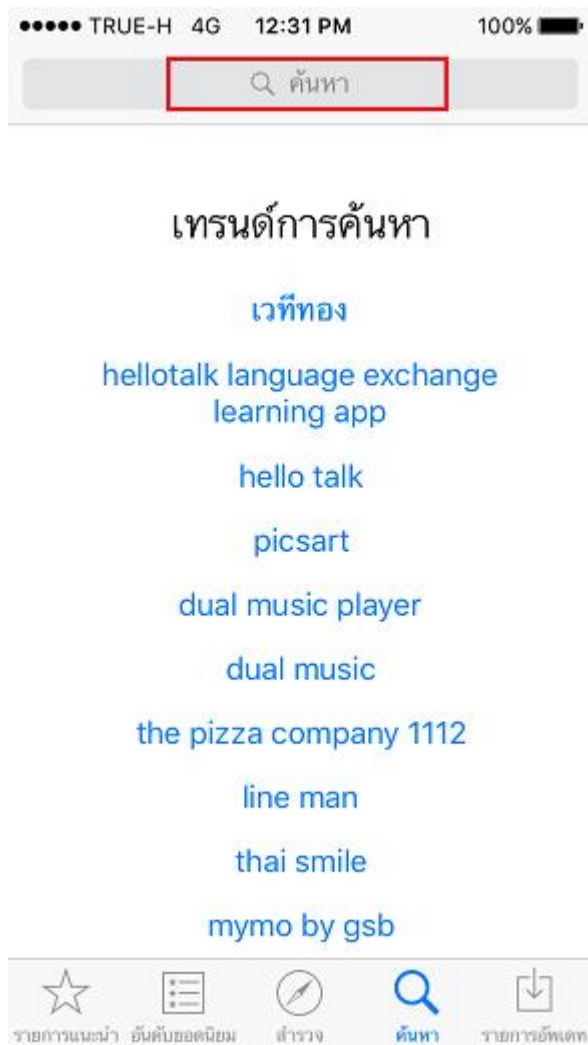 TRUE-H 4G 12:31 PM 100%
ค้นหา
เทรนด์การค้นหา
เวทีทอง
hellotalk language exchange
learning app
hello talk
picsart
dual music player
dual music
the pizza company 1112
line man
thai smile
mymo by gsb
รายการแนะนำ อันดับยอดนิยม สำรวจ ค้นหา รายการอัพเดท